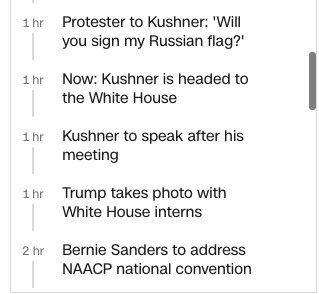 1 hr Protester to Kushner: 'Will
you sign my Russian flag?'
1 hr Now: Kushner is headed to
the White House
1 hr Kushner to speak after his
meeting
1 hr Trump takes photo with
White House interns
2 hr Bernie Sanders to address
NAACP national convention